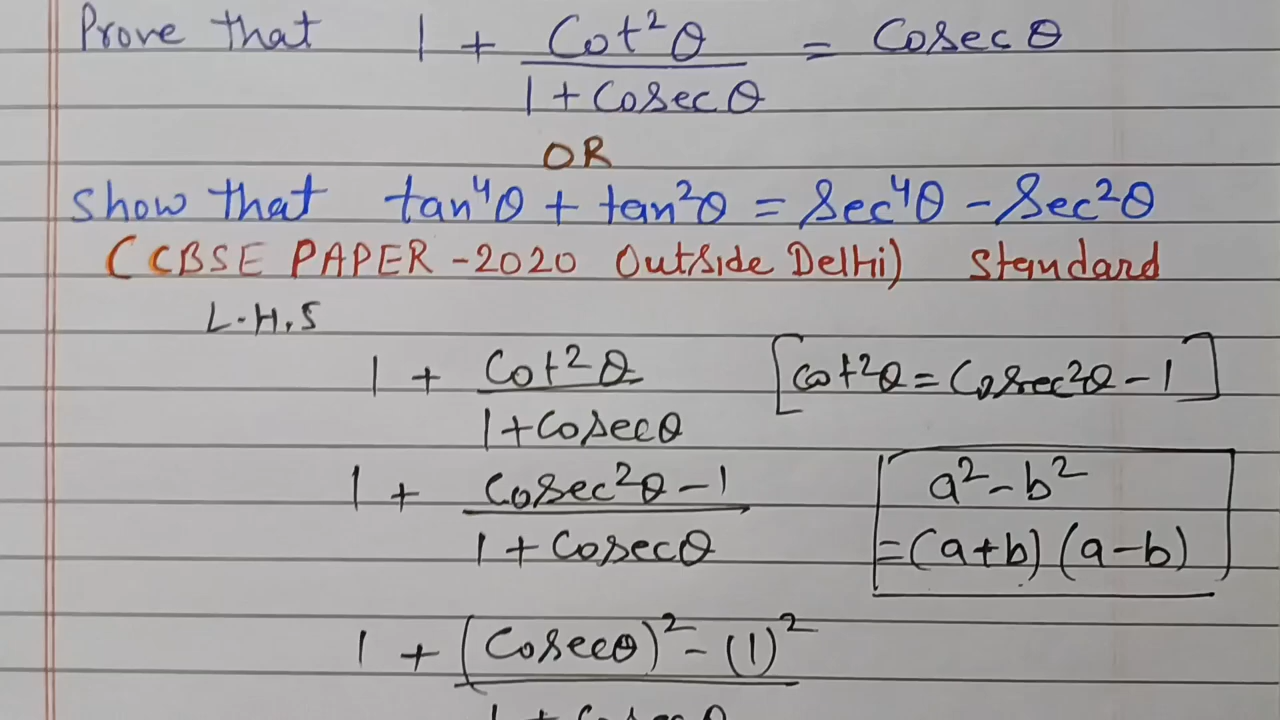 Prove that 1 + Cot²θ / 1 + Cosec θ = Cosec θ
OR
Show that tan⁴θ + tan²θ = Sec⁴θ - Sec²θ
(CBSE PAPER - 2020 Outside Delhi) Standard
L.H.S
1 + Cot²θ / 1 + Cosecθ [cot²θ = Cosec²θ - 1]
1 + Cosec²θ - 1 / 1 + Cosecθ
a² - b²
= (a+b) (a-b)
1 + (Cosecθ)² - (1)² / 1 + Cosecθ